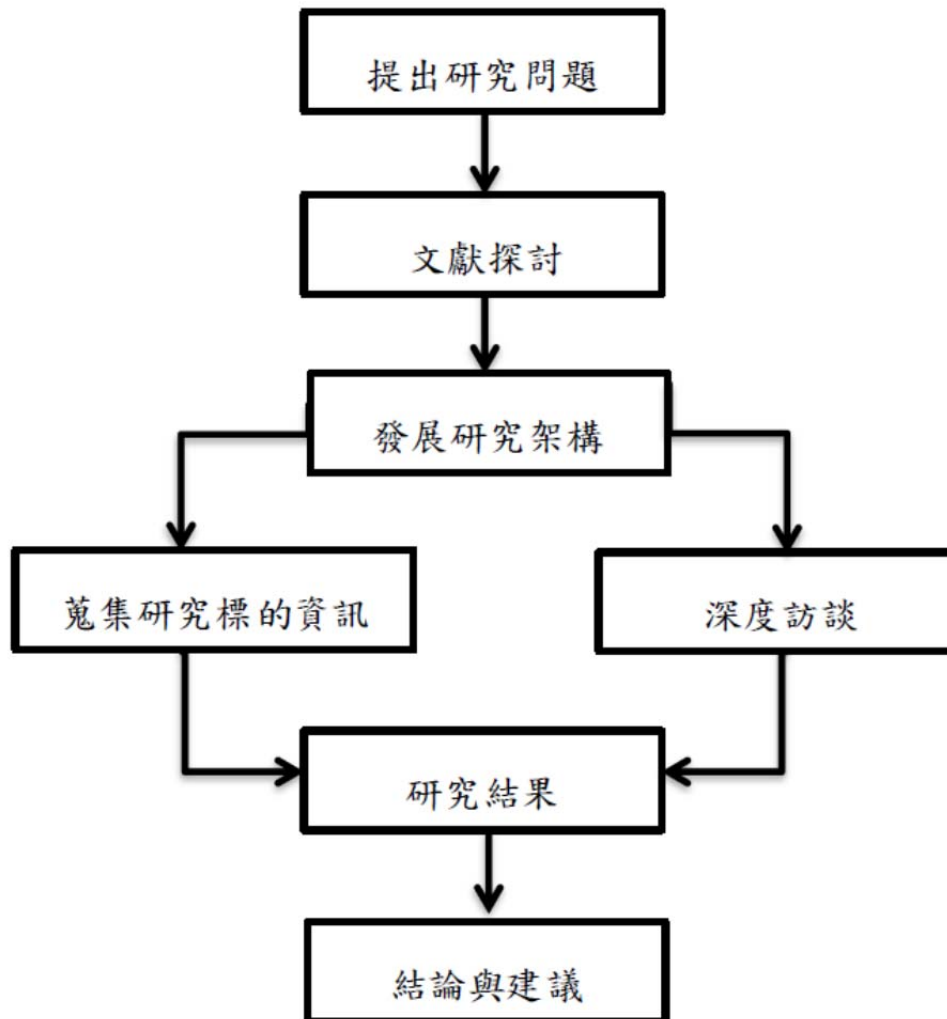 提出研究問題
文獻探討
發展研究架構
蒐集研究標的資訊
深度訪談
研究結果
結論與建議